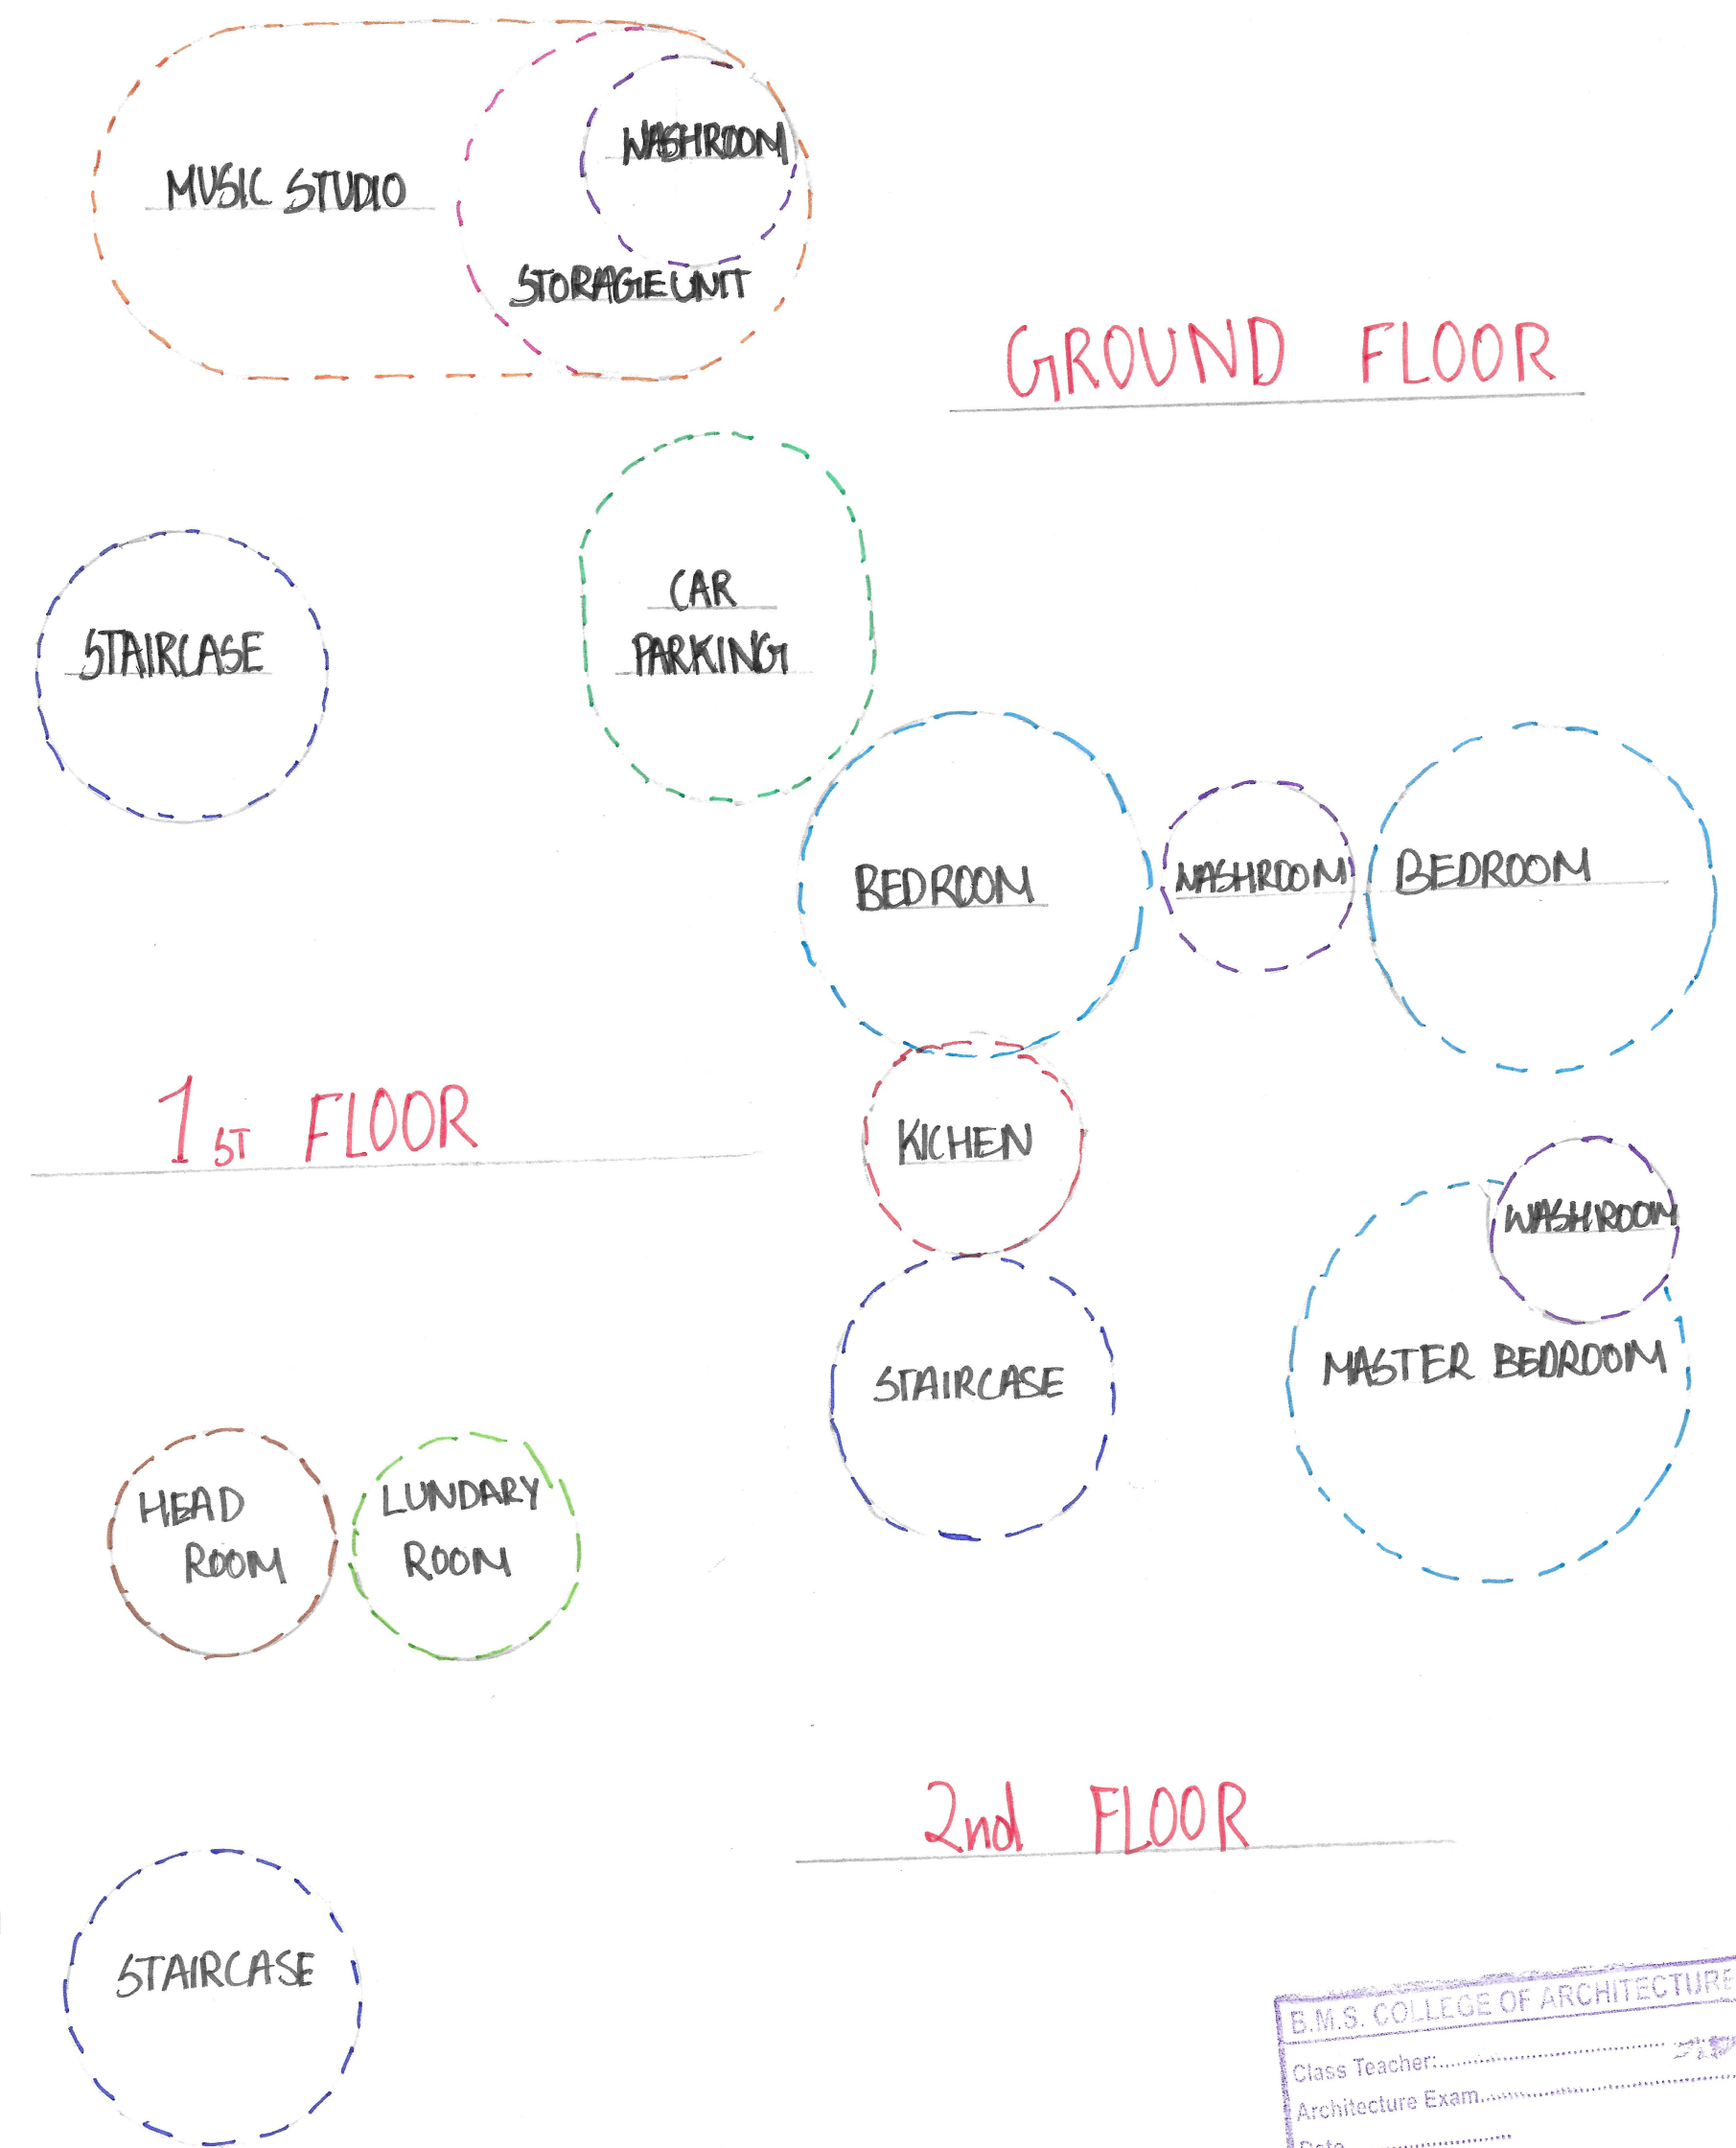 MUSIC STUDIO
WASHROOM
STORAGE UNIT
GROUND FLOOR
STAIRCASE
CAR
PARKING
BEDROOM
WASHROOM
BEDROOM
1ST FLOOR
KICHEN
STAIRCASE
WASHROOM
MASTER BEDROOM
HEAD
ROOM
LUNDARY
ROOM
2nd FLOOR
STAIRCASE
B.M.S. COLLEGE OF ARCHITECTURE
Class Teacher:
Architecture Exam
Date